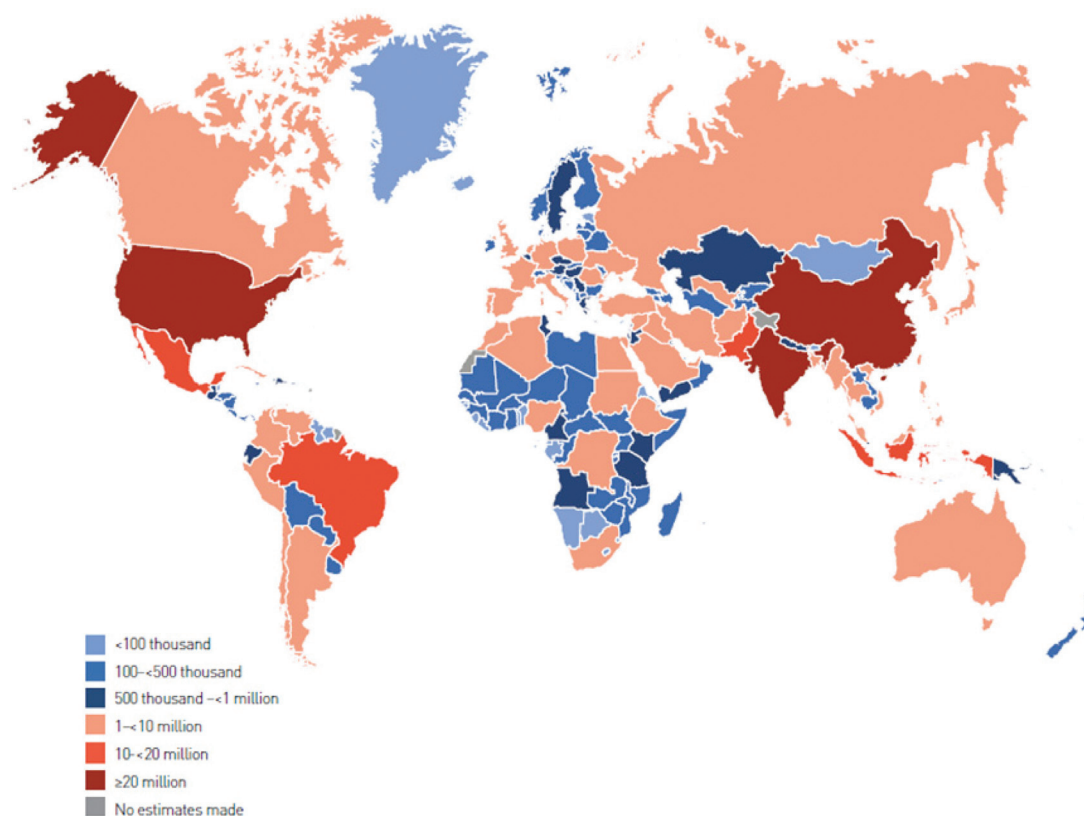 <100 thousand
100–<500 thousand
500 thousand –<1 million
1–<10 million
10-<20 million
≥20 million
No estimates made